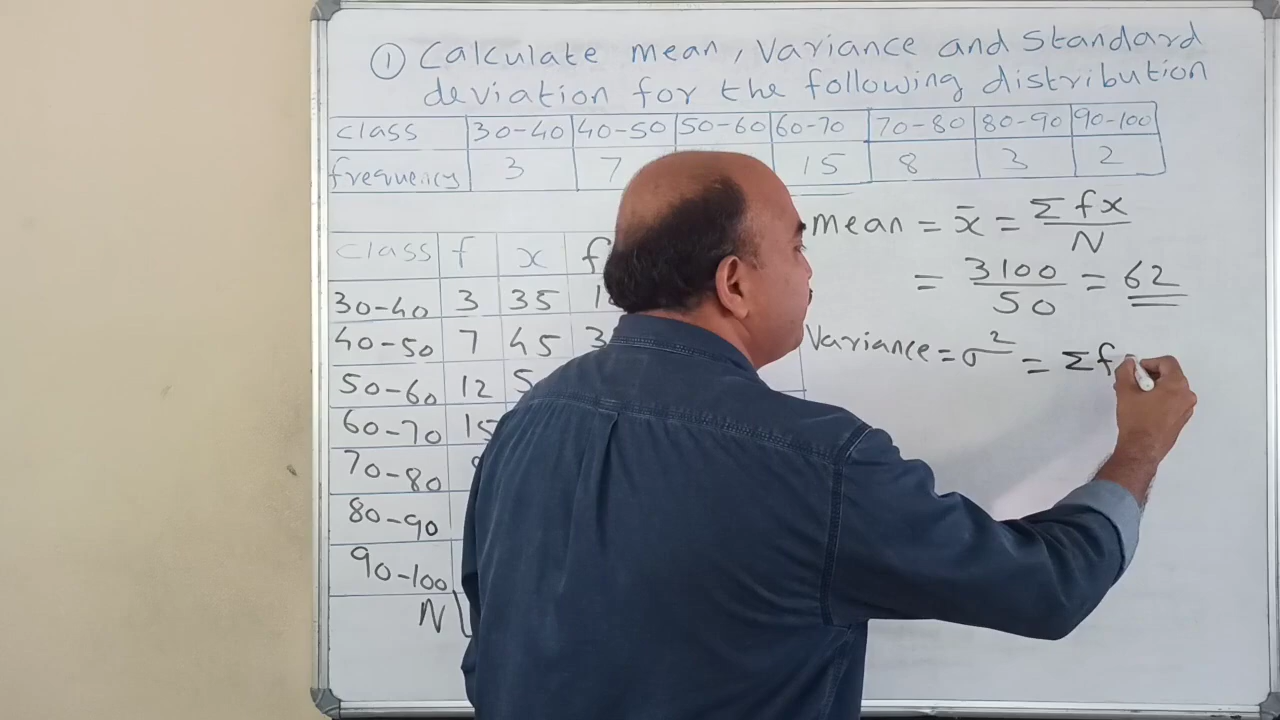 ① Calculate mean, Variance and Standard
deviation for the following distribution
class 30-40 40-50 50-60 60-70 70-80 80-90 90-100
frequency 3 7 15 8 3 2
mean = x̄ = Σfx/N
= 3100/50 = 62
Variance = σ² = Σf
class f x f
30-40 3 35 1
40-50 7 45 3
50-60 12 5
60-70 15
70-80
80-90
90-100
N